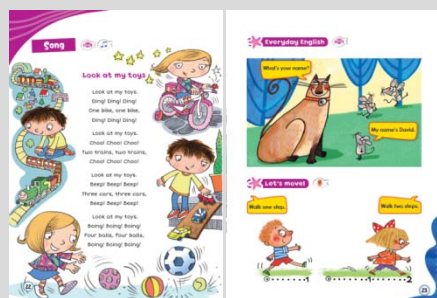 Song
Look at my toys
Look at my toys.
Ding! Ding! Ding!
One bike, one bike,
Ding! Ding! Ding!
Look at my toys.
Choo! Choo! Choo!
Two trains, two trains,
Choo! Choo! Choo!
Look at my toys.
Beep! Beep! Beep!
Three cars, three cars,
Beep! Beep! Beep!
Look at my toys.
Boing! Boing! Boing!
Four balls, four balls,
Boing! Boing! Boing!
22
Everyday English
What's your name?
My name's David.
Let's move!
Walk one step.
Walk two steps.
1
1
2
23